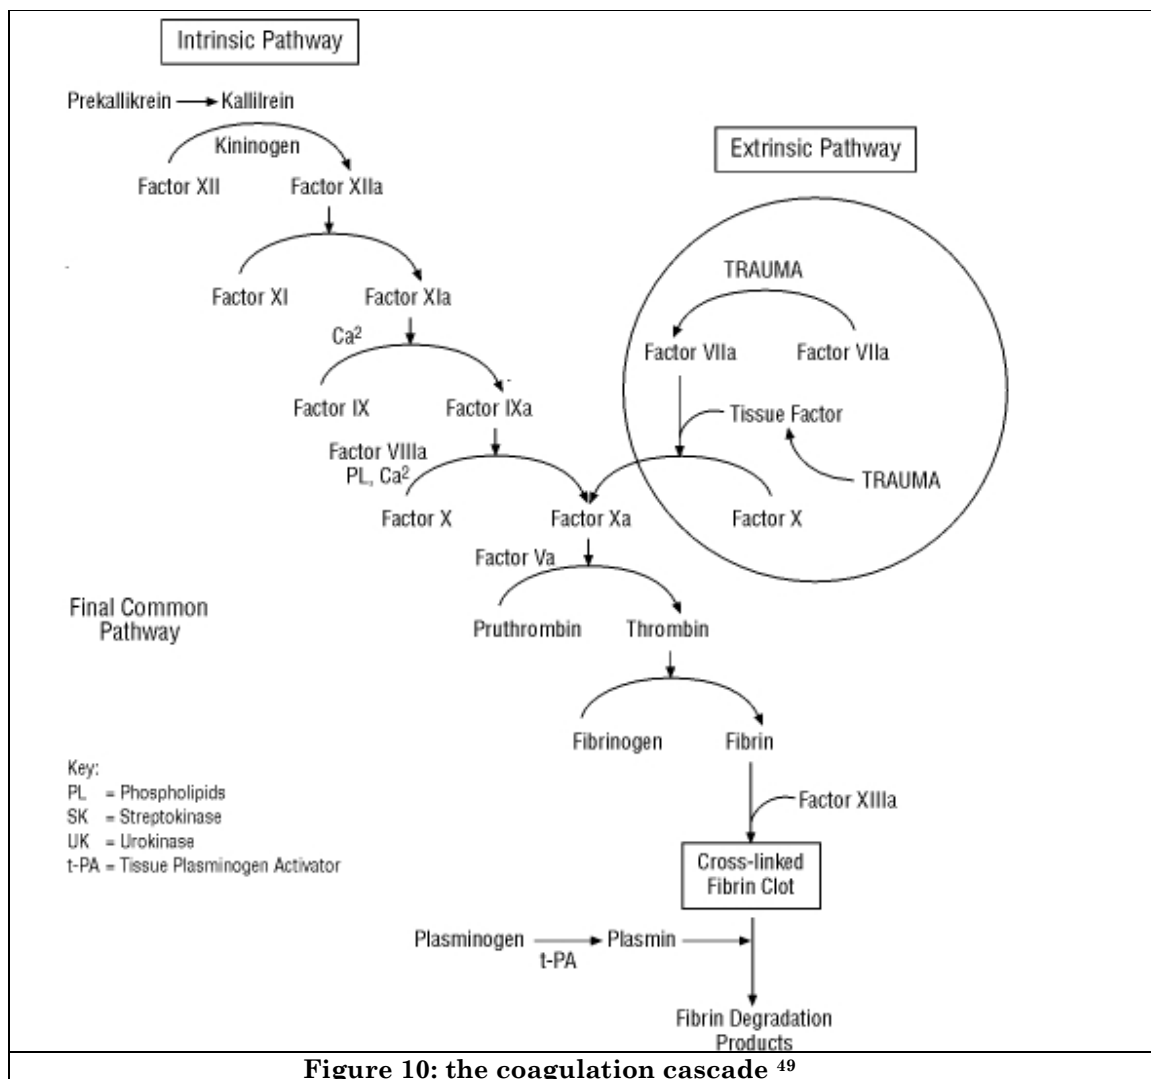 Intrinsic Pathway
Prekallikrein Kallilrein
Kininogen
Extrinsic Pathway
Factor XII Factor XIIa
TRAUMA
Factor XI Factor XIa
Ca²
Factor VIIa Factor VIIa
Factor IX Factor IXa
Tissue Factor
Factor VIIIa
PL, Ca²
TRAUMA
Factor X Factor Xa Factor X
Factor Va
Final Common
Pathway
Pruthrombin Thrombin
Fibrinogen Fibrin
Key:
PL = Phospholipids
SK = Streptokinase
UK = Urokinase
t-PA = Tissue Plasminogen Activator
Factor XIIIa
Cross-linked
Fibrin Clot
Plasminogen Plasmin
t-PA
Fibrin Degradation
Products
Figure 10: the coagulation cascade ⁴⁹